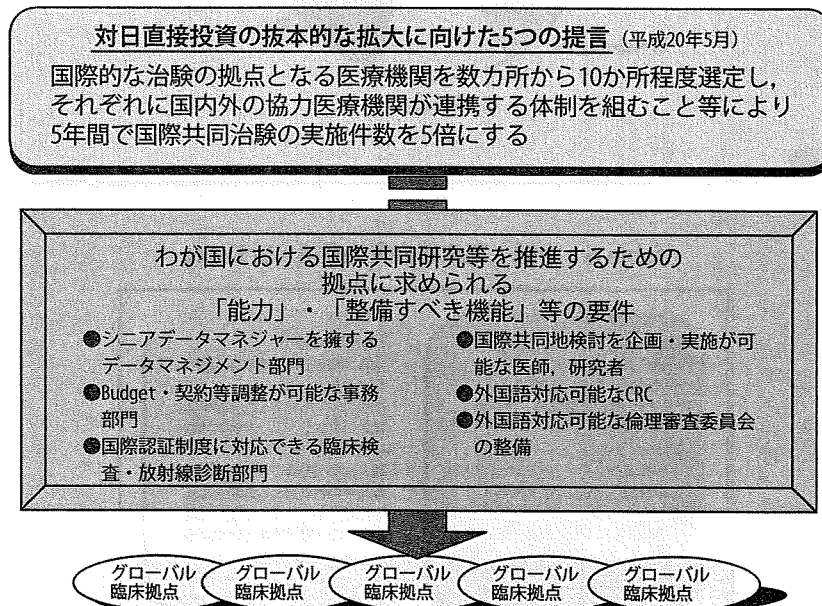 対日直接投資の抜本的な拡大に向けた5つの提言（平成20年5月）
国際的な治験の拠点となる医療機関を数カ所から10か所程度選定し，
それぞれに国内外の協力医療機関が連携する体制を組むこと等により
5年間で国際共同治験の実施件数を5倍にする
わが国における国際共同研究等を推進するための
拠点に求められる
「能力」・「整備すべき機能」等の要件
●シニアデータマネジャーを擁する
データマネジメント部門
●Budget・契約等調整が可能な事務
部門
●国際認証制度に対応できる臨床検
査・放射線診断部門
●国際共同地検討を企画・実施が可
能な医師，研究者
●外国語対応可能なCRC
●外国語対応可能な倫理審査委員会
の整備
グローバル
臨床拠点
グローバル
臨床拠点
グローバル
臨床拠点
グローバル
臨床拠点
グローバル
臨床拠点